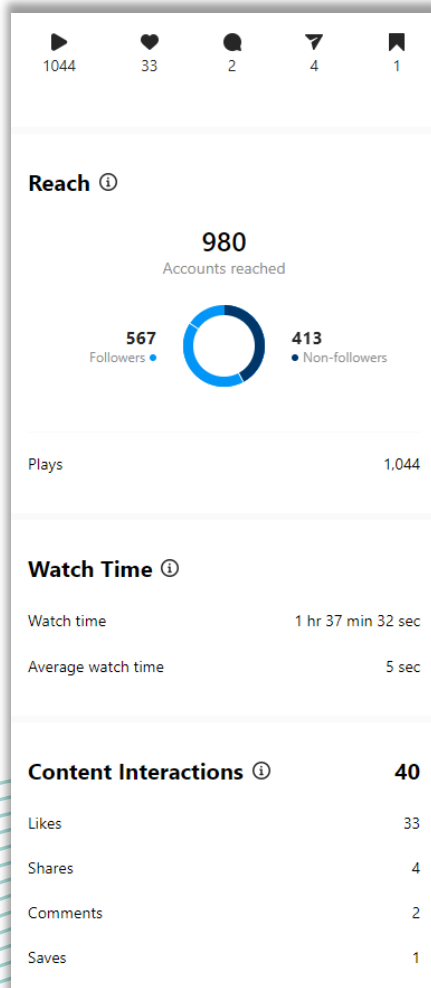 1044 33 2 4 1
Reach
980
Accounts reached
567 413
Followers Non-followers
Plays 1,044
Watch Time
Watch time 1 hr 37 min 32 sec
Average watch time 5 sec
Content Interactions 40
Likes 33
Shares 4
Comments 2
Saves 1